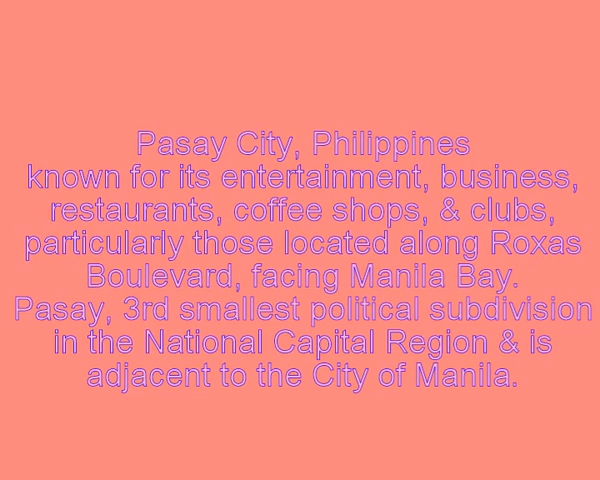 Pasay City, Philippines
known for its entertainment, business,
restaurants, coffee shops, & clubs,
particularly those located along Roxas
Boulevard, facing Manila Bay.
Pasay, 3rd smallest political subdivision
in the National Capital Region & is
adjacent to the City of Manila.